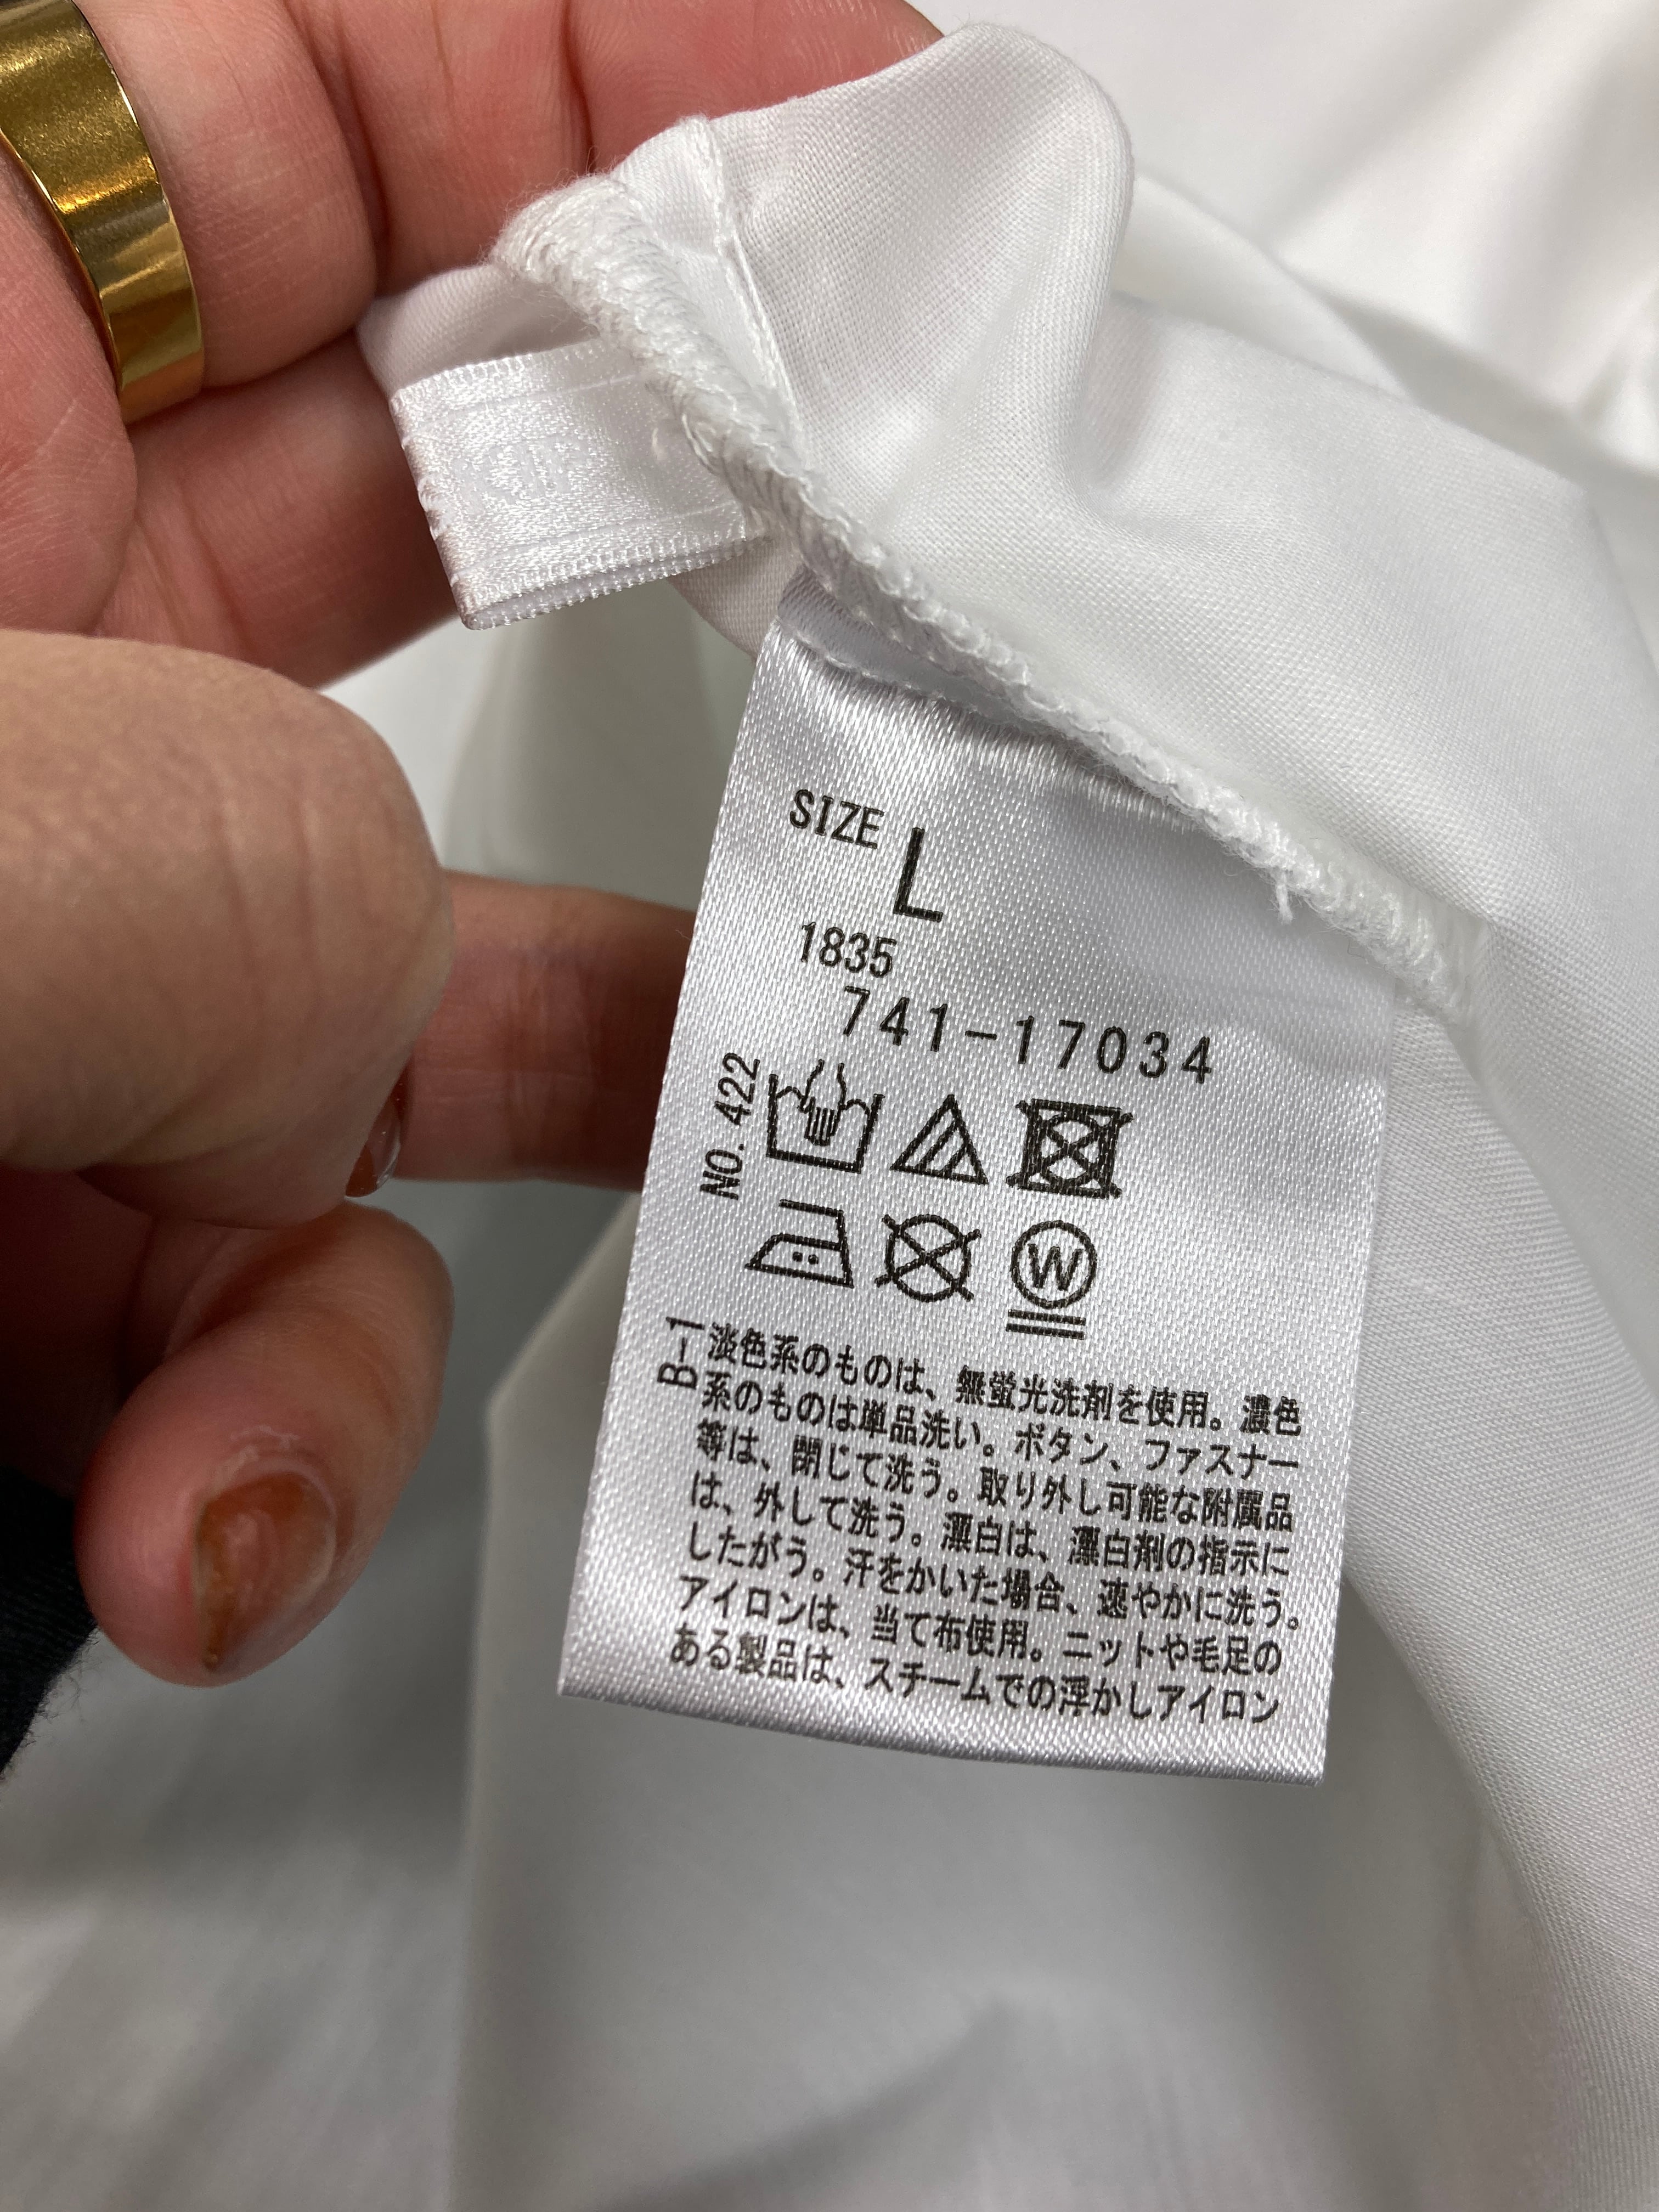 SIZE L
1835
741-17034
NO. 422
W
B-1
淡色系のものは、無蛍光洗剤を使用。濃色
系のものは単品洗い。ボタン、ファスナー
等は、閉じて洗う。取り外し可能な附属品
は、外して洗う。漂白は、漂白剤の指示に
したがう。汗をかいた場合、速やかに洗う。
アイロンは、当て布使用。ニットや毛足の
ある製品は、スチームでの浮かしアイロン